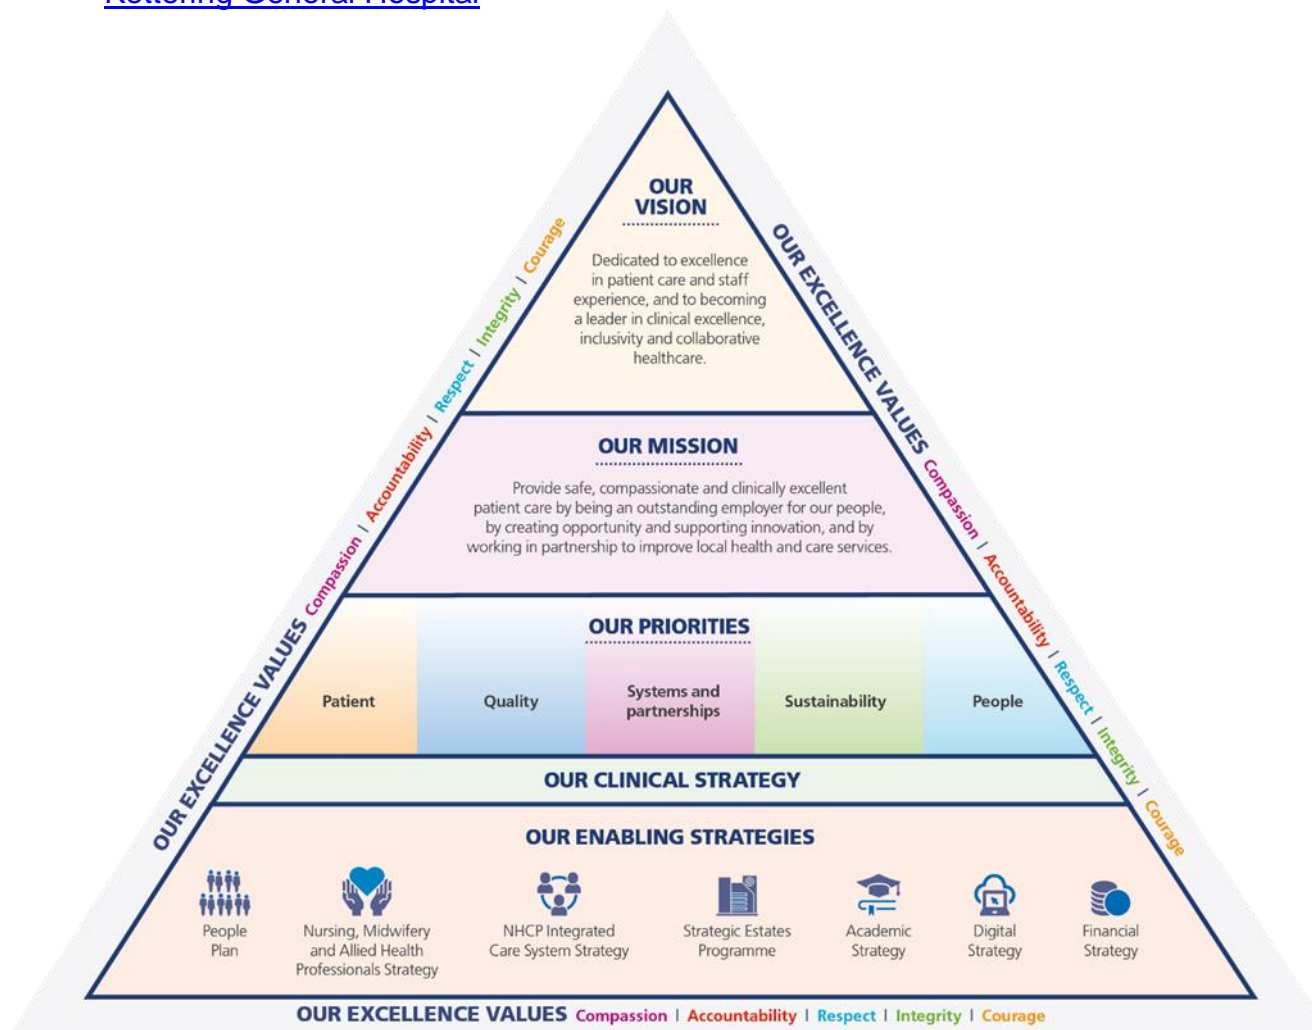 Kettering General Hospital
OUR
VISION
Dedicated to excellence
in patient care and staff
experience, and to becoming
a leader in clinical excellence,
inclusivity and collaborative
healthcare.
OUR MISSION
Provide safe, compassionate and clinically excellent
patient care by being an outstanding employer for our people,
by creating opportunity and supporting innovation, and by
working in partnership to improve local health and care services.
OUR PRIORITIES
Patient
Quality
Systems and
partnerships
Sustainability
People
OUR CLINICAL STRATEGY
OUR ENABLING STRATEGIES
People
Plan
Nursing, Midwifery
and Allied Health
Professionals Strategy
NHCP Integrated
Care System Strategy
Strategic Estates
Programme
Academic
Strategy
Digital
Strategy
Financial
Strategy
OUR EXCELLENCE VALUES Compassion | Accountability | Respect | Integrity | Courage
OUR EXCELLENCE VALUES Compassion | Accountability | Respect | Integrity | Courage
OUR EXCELLENCE VALUES Compassion | Accountability | Respect | Integrity | Courage